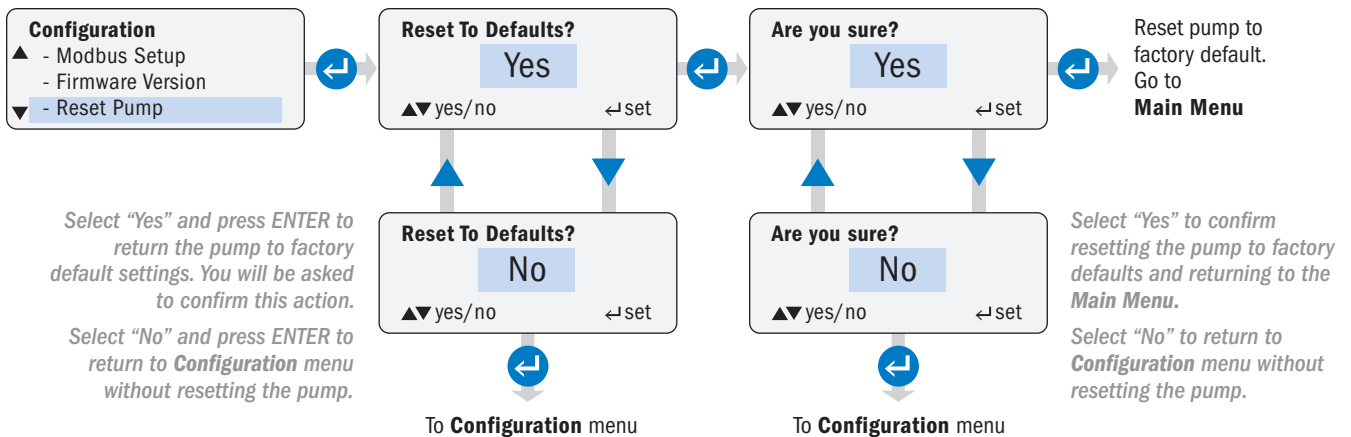 Configuration
- Modbus Setup
- Firmware Version
- Reset Pump
Reset To Defaults?
Yes
▲▼ yes/no ↵ set
Are you sure?
Yes
▲▼ yes/no ↵ set
Reset pump to
factory default.
Go to
Main Menu
Select “Yes” and press ENTER to
return the pump to factory
default settings. You will be asked
to confirm this action.
Select “No” and press ENTER to
return to Configuration menu
without resetting the pump.
Reset To Defaults?
No
▲▼ yes/no ↵ set
To Configuration menu
Are you sure?
No
▲▼ yes/no ↵ set
To Configuration menu
Select “Yes” to confirm
resetting the pump to factory
defaults and returning to the
Main Menu.
Select “No” to return to
Configuration menu without
resetting the pump.